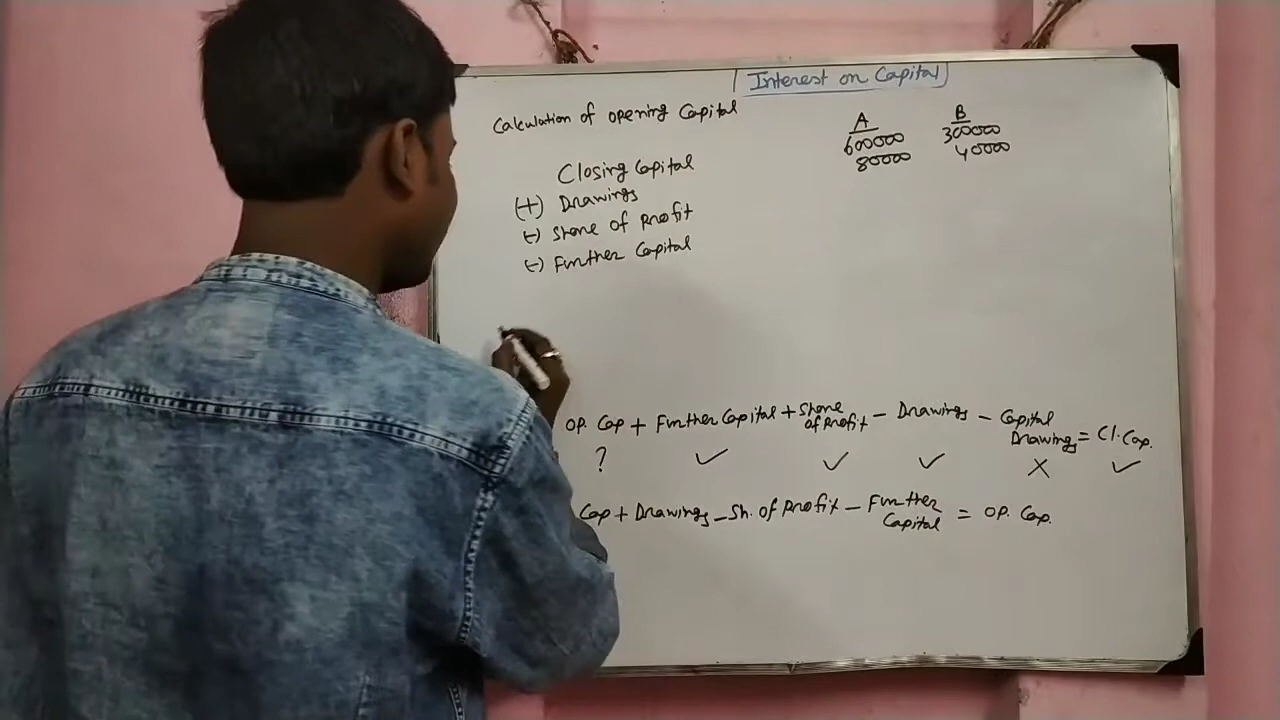 Interest on Capital
Calculation of opening Capital
A B
600000 300000
80000 40000
Closing Capital
(+) Drawings
(-) Share of Profit
(-) Further Capital
OP. Cap + Further Capital + Share of Profit - Drawings - Capital Drawings = Cl. Cap.
? ✓ ✓ ✓ X ✓
Cap + Drawings - Sh. of Profit - Further Capital = OP. Cap.